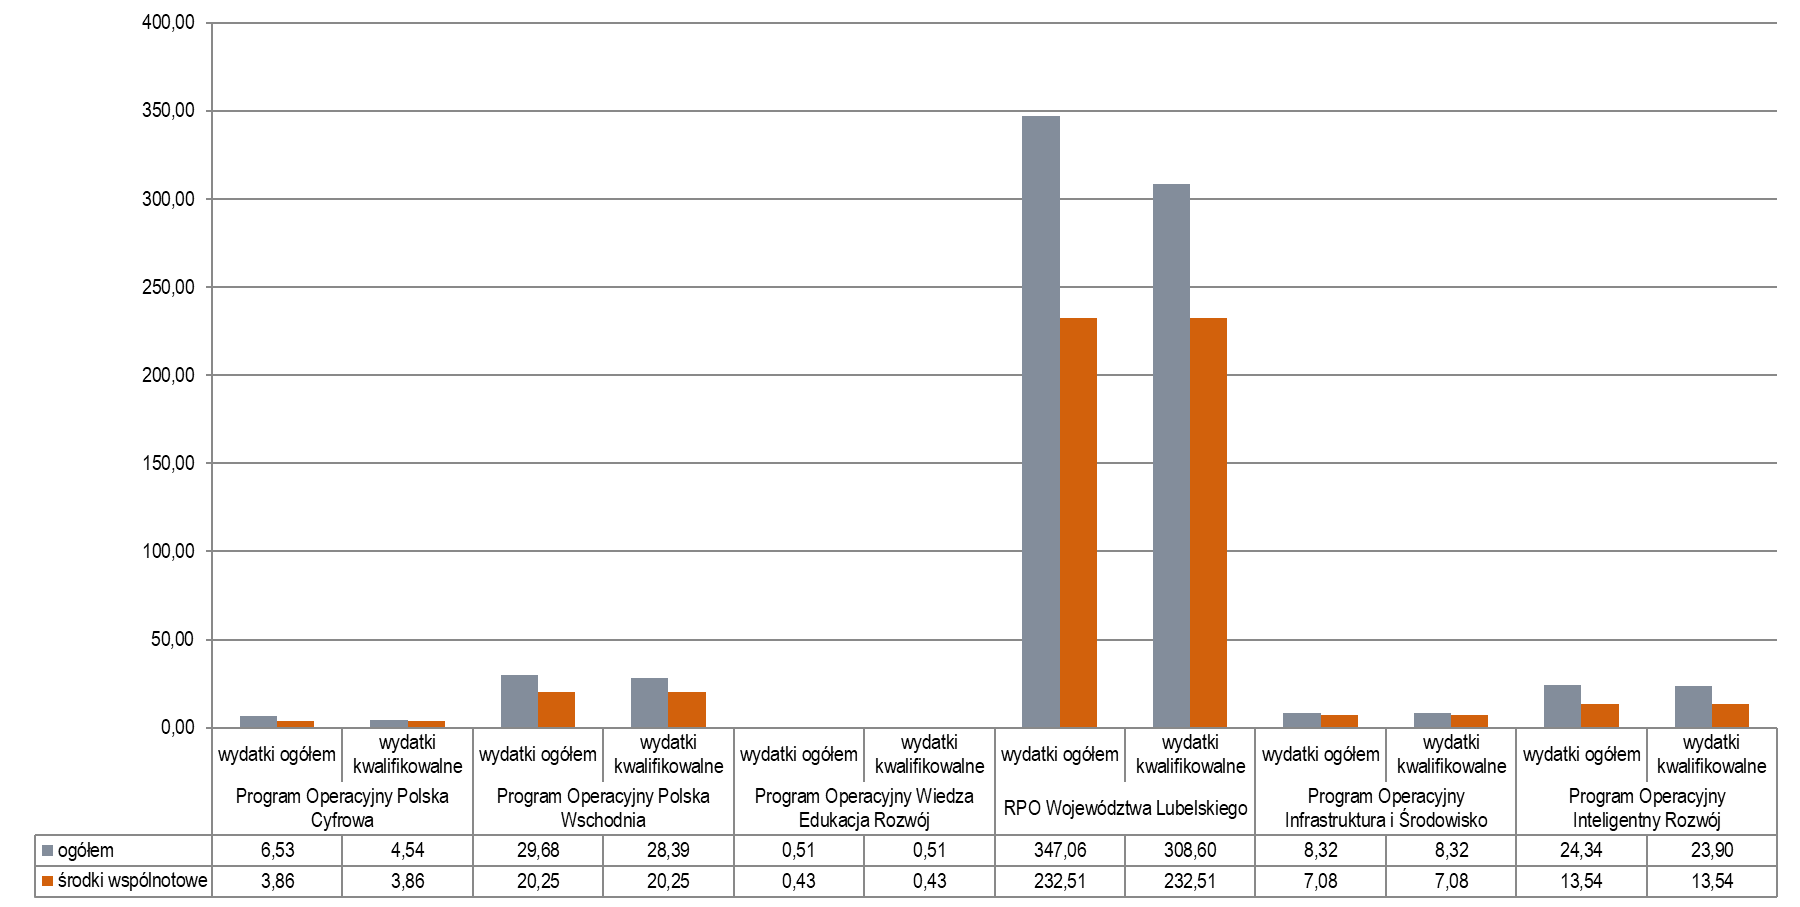 400,00
350,00
300,00
250,00
200,00
150,00
100,00
50,00
0,00
wydatki ogółem
wydatki kwalifikowalne
wydatki ogółem
wydatki kwalifikowalne
wydatki ogółem
wydatki kwalifikowalne
wydatki ogółem
wydatki kwalifikowalne
wydatki ogółem
wydatki kwalifikowalne
wydatki ogółem
wydatki kwalifikowalne
Program Operacyjny Polska
Cyfrowa
Program Operacyjny Polska
Wschodnia
Program Operacyjny Wiedza
Edukacja Rozwój
RPO Województwa Lubelskiego
Program Operacyjny
Infrastruktura i Środowisko
Program Operacyjny
Inteligentny Rozwój
ogółem 6,53 4,54 29,68 28,39 0,51 0,51 347,06 308,60 8,32 8,32 24,34 23,90
środki wspólnotowe 3,86 3,86 20,25 20,25 0,43 0,43 232,51 232,51 7,08 7,08 13,54 13,54